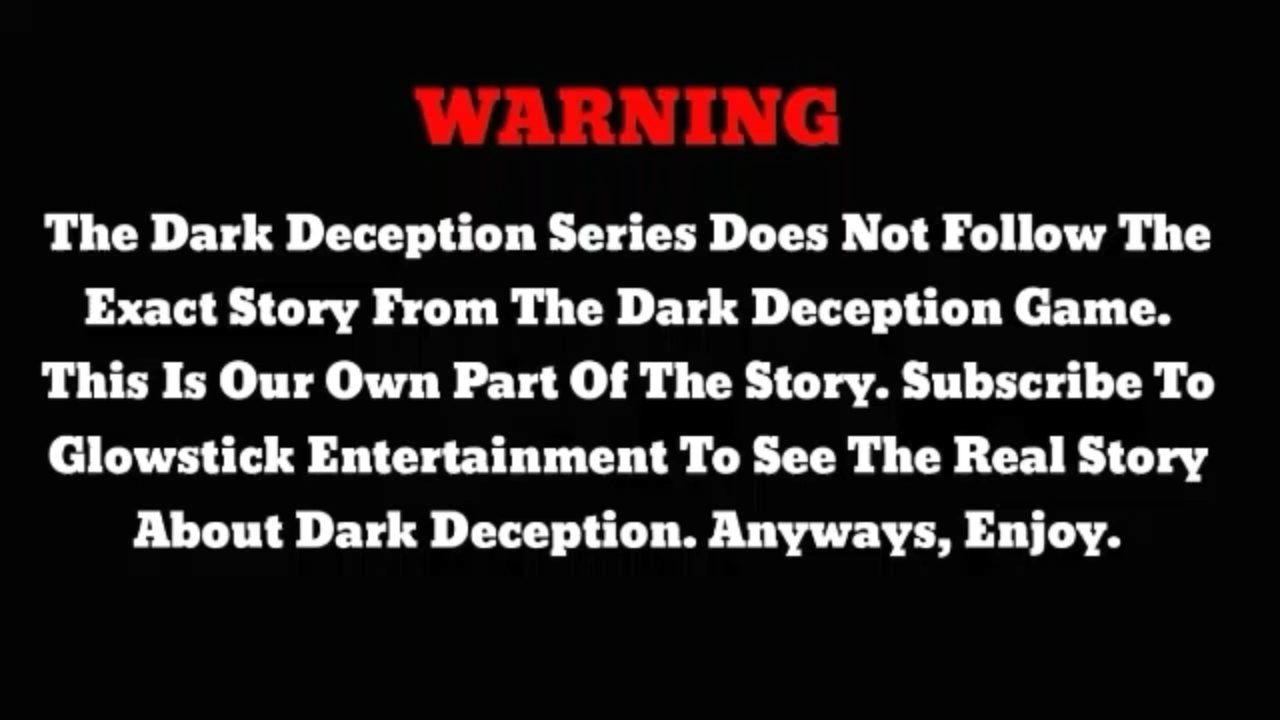 WARNING
The Dark Deception Series Does Not Follow The
Exact Story From The Dark Deception Game.
This Is Our Own Part Of The Story. Subscribe To
Glowstick Entertainment To See The Real Story
About Dark Deception. Anyways, Enjoy.